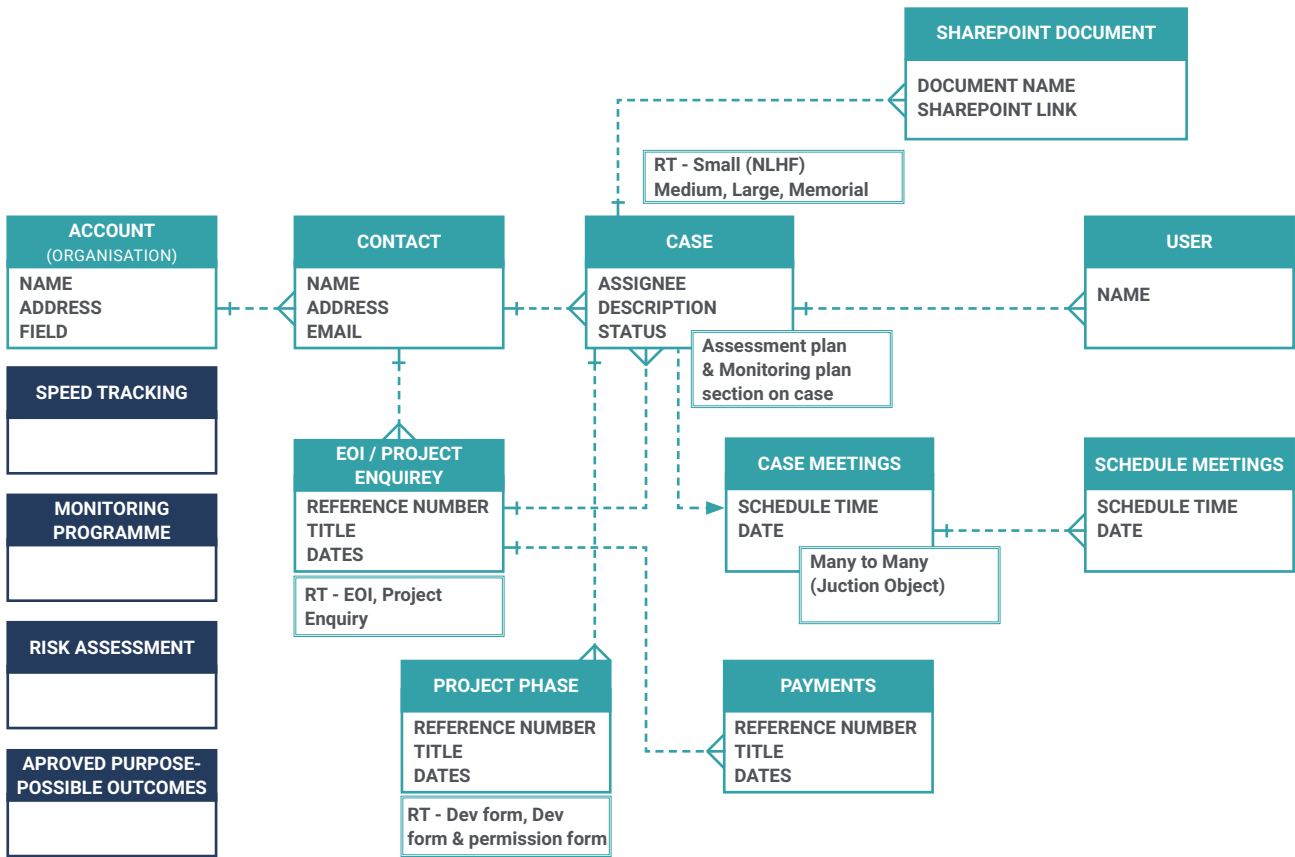 SHAREPOINT DOCUMENT
DOCUMENT NAME
SHAREPOINT LINK
RT - Small (NLHF)
Medium, Large, Memorial
ACCOUNT
(ORGANISATION)
NAME
ADDRESS
FIELD
CONTACT
NAME
ADDRESS
EMAIL
CASE
ASSIGNEE
DESCRIPTION
STATUS
Assessment plan
& Monitoring plan
section on case
USER
NAME
SPEED TRACKING
MONITORING
PROGRAMME
RISK ASSESSMENT
APROVED PURPOSE-
POSSIBLE OUTCOMES
EOI / PROJECT
ENQUIREY
REFERENCE NUMBER
TITLE
DATES
RT - EOI, Project
Enquiry
CASE MEETINGS
SCHEDULE TIME
DATE
Many to Many
(Juction Object)
SCHEDULE MEETINGS
SCHEDULE TIME
DATE
PROJECT PHASE
REFERENCE NUMBER
TITLE
DATES
RT - Dev form, Dev
form & permission form
PAYMENTS
REFERENCE NUMBER
TITLE
DATES